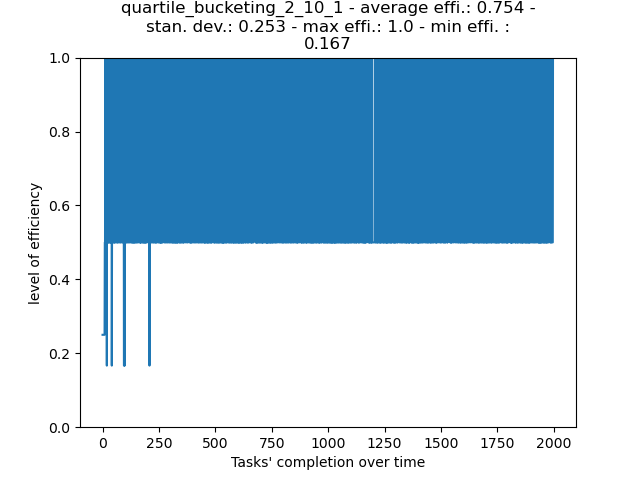 quartile_bucketing_2_10_1 - average effi.: 0.754 -
stan. dev.: 0.253 - max effi.: 1.0 - min effi. :
0.167
1.0
0.8
0.6
0.4
0.2
0.0
level of efficiency
0 250 500 750 1000 1250 1500 1750 2000
Tasks' completion over time